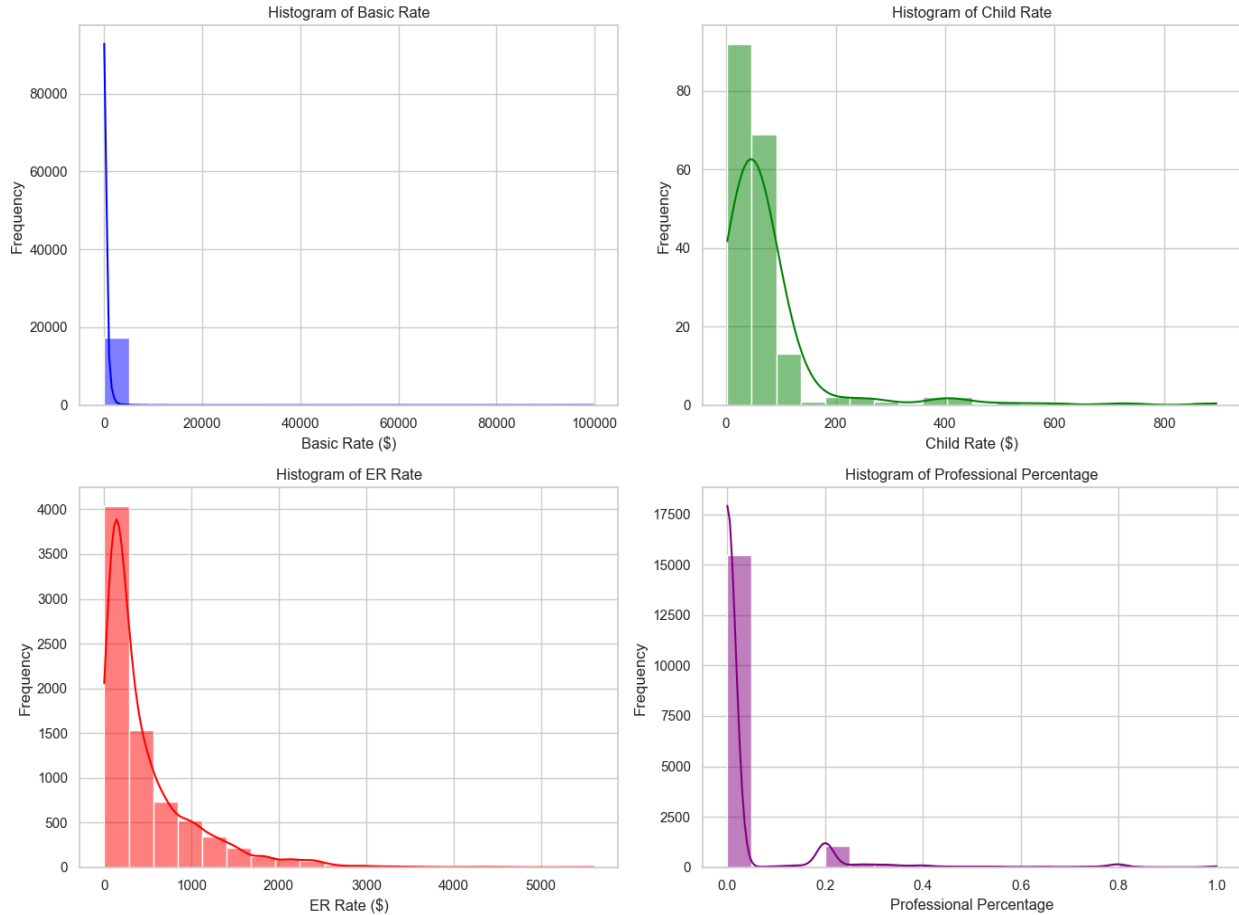 Histogram of Basic Rate
Frequency
80000
60000
40000
20000
0
0 20000 40000 60000 80000 100000
Basic Rate ($)
Histogram of Child Rate
Frequency
80
60
40
20
0
0 200 400 600 800
Child Rate ($)
Histogram of ER Rate
Frequency
4000
3500
3000
2500
2000
1500
1000
500
0
0 1000 2000 3000 4000 5000
ER Rate ($)
Histogram of Professional Percentage
Frequency
17500
15000
12500
10000
7500
5000
2500
0
0.0 0.2 0.4 0.6 0.8 1.0
Professional Percentage